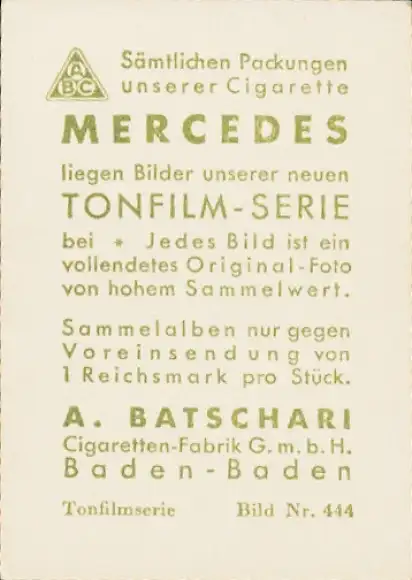 ABC
Sämtlichen Packungen
unserer Cigarette
MERCEDES
liegen Bilder unserer neuen
TONFILM-SERIE
bei * Jedes Bild ist ein
vollendetes Original-Foto
von hohem Sammelwert.
Sammelalben nur gegen
Voreinsendung von
1 Reichsmark pro Stück.
A. BATSCHARI
Cigaretten-Fabrik G. m. b. H.
Baden-Baden
Tonfilmserie Bild Nr. 444